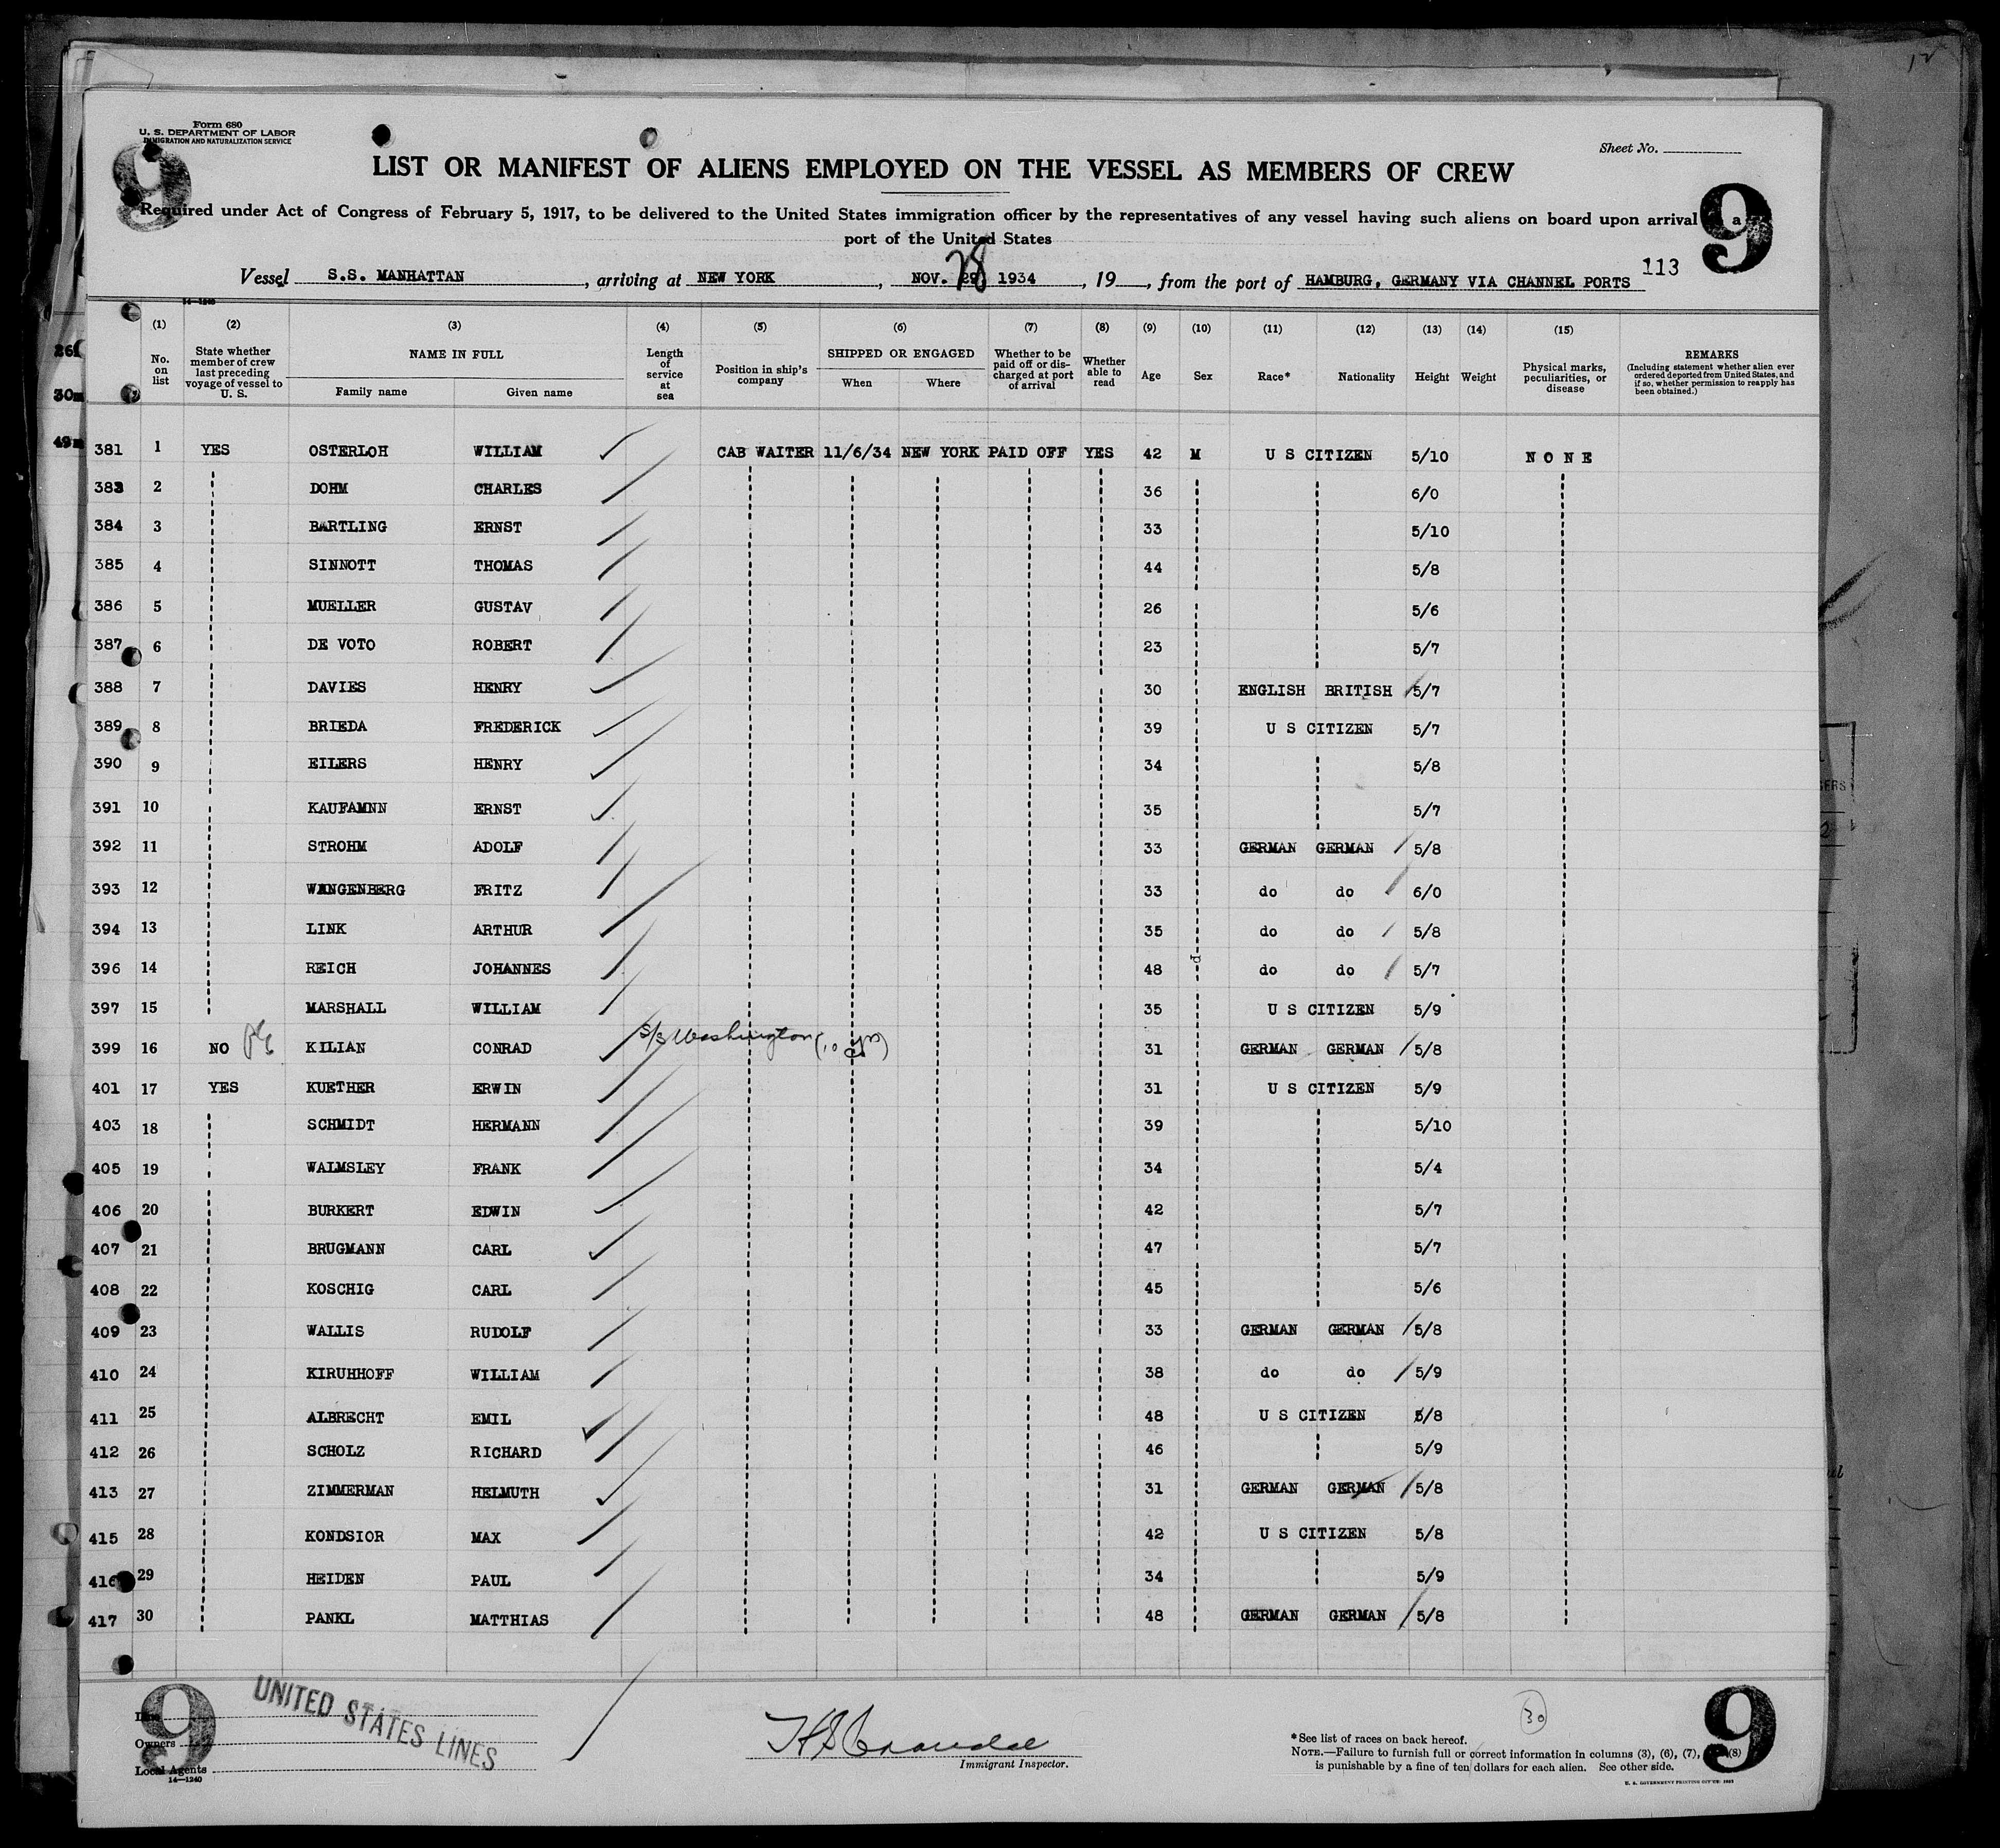 Form 680
U. S. DEPARTMENT OF LABOR
IMMIGRATION AND NATURALIZATION SERVICE
Sheet No.
9
9
LIST OR MANIFEST OF ALIENS EMPLOYED ON THE VESSEL AS MEMBERS OF CREW
Required under Act of Congress of February 5, 1917, to be delivered to the United States immigration officer by the representatives of any vessel having such aliens on board upon arrival a
port of the United States
113
Vessel S.S. MANHATTAN, arriving at NEW YORK, NOV. 29 28 1934, 19, from the port of HAMBURG, GERMANY VIA CHANNEL PORTS
14—1240
(1) (2) (3) (4) (5) (6) (7) (8) (9) (10) (11) (12) (13) (14) (15)
No. on list | State whether member of crew last preceding voyage of vessel to U. S. | NAME IN FULL Family name Given name | Length of service at sea | Position in ship's company | SHIPPED OR ENGAGED When Where | Whether to be paid off or discharged at port of arrival | Whether able to read | Age | Sex | Race* | Nationality | Height | Weight | Physical marks, peculiarities, or disease | REMARKS (Including statement whether alien ever ordered deported from United States, and if so, whether permission to reapply has been obtained.)
381 1 YES OSTERLOH WILLIAM CAB WAITER 11/6/34 NEW YORK PAID OFF YES 42 M U S CITIZEN 5/10 NONE
383 2 DOHM CHARLES 36 6/0
384 3 BARTLING ERNST 33 5/10
385 4 SINNOTT THOMAS 44 5/8
386 5 MUELLER GUSTAV 26 5/6
387 6 DE VOTO ROBERT 23 5/7
388 7 DAVIES HENRY 30 ENGLISH BRITISH 5/7
389 8 BRIEDA FREDERICK 39 U S CITIZEN 5/7
390 9 EILERS HENRY 34 5/8
391 10 KAUFAMNN ERNST 35 5/7
392 11 STROHM ADOLF 33 GERMAN GERMAN 5/8
393 12 WANGENBERG FRITZ 33 do do 6/0
394 13 LINK ARTHUR 35 do do 5/8
396 14 REICH JOHANNES 48 do do 5/7
397 15 MARSHALL WILLIAM 35 U S CITIZEN 5/9
S/S Washington (10 yrs)
399 16 NO KILIAN CONRAD 31 GERMAN GERMAN 5/8
401 17 YES KUETHER ERWIN 31 U S CITIZEN 5/9
403 18 SCHMIDT HERMANN 39 5/10
405 19 WALMSLEY FRANK 34 5/4
406 20 BURKERT EDWIN 42 5/7
407 21 BRUGMANN CARL 47 5/7
408 22 KOSCHIG CARL 45 5/6
409 23 WALLIS RUDOLF 33 GERMAN GERMAN 5/8
410 24 KIRUHHOFF WILLIAM 38 do do 5/9
411 25 ALBRECHT EMIL 48 U S CITIZEN 5/8
412 26 SCHOLZ RICHARD 46 5/9
413 27 ZIMMERMAN HELMUTH 31 GERMAN GERMAN 5/8
415 28 KONDSIOR MAX 42 U S CITIZEN 5/8
416 29 HEIDEN PAUL 34 5/9
417 30 PANKL MATTHIAS 48 GERMAN GERMAN 5/8
9
9
Line
Owners
Local Agents
14—1240
UNITED STATES LINES
Immigrant Inspector.
30
*See list of races on back hereof.
NOTE.—Failure to furnish full or correct information in columns (3), (6), (7), (8)
is punishable by a fine of ten dollars for each alien. See other side.
U. S. GOVERNMENT PRINTING OFFICE